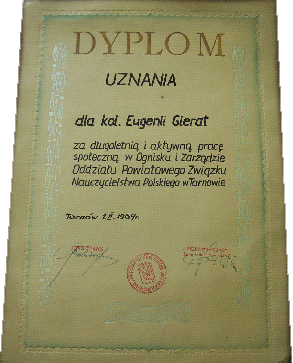 DYPLOM
UZNANIA
dla kol. Eugenii Gierat
za długoletnią i aktywną pracę
społeczną w Ognisku i Zarządzie
Oddziału Powiatowego Związku
Nauczycielstwa Polskiego w Tarnowie
Tarnów